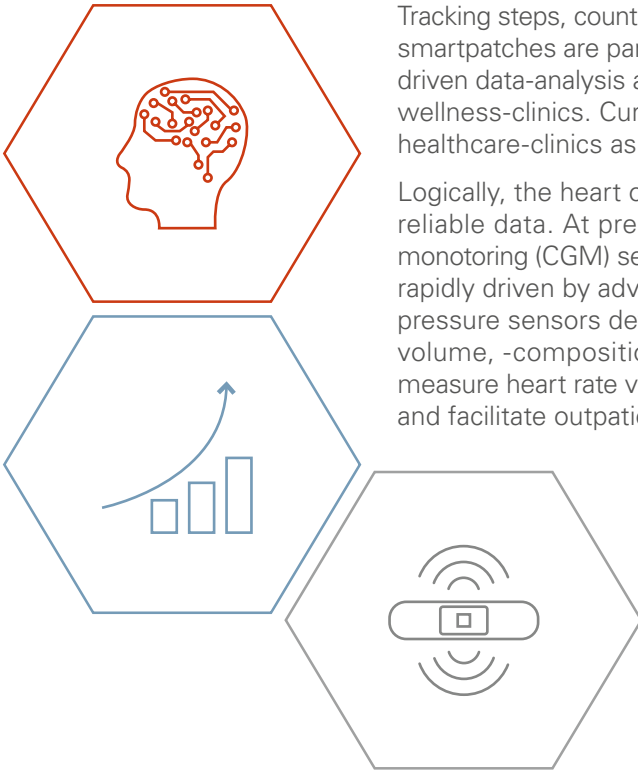 Tracking steps, count
smartpatches are par
driven data-analysis a
wellness-clinics. Cur
healthcare-clinics as
Logically, the heart o
reliable data. At pre
monotoring (CGM) se
rapidly driven by adv
pressure sensors de
volume, -compositio
measure heart rate v
and facilitate outpatie